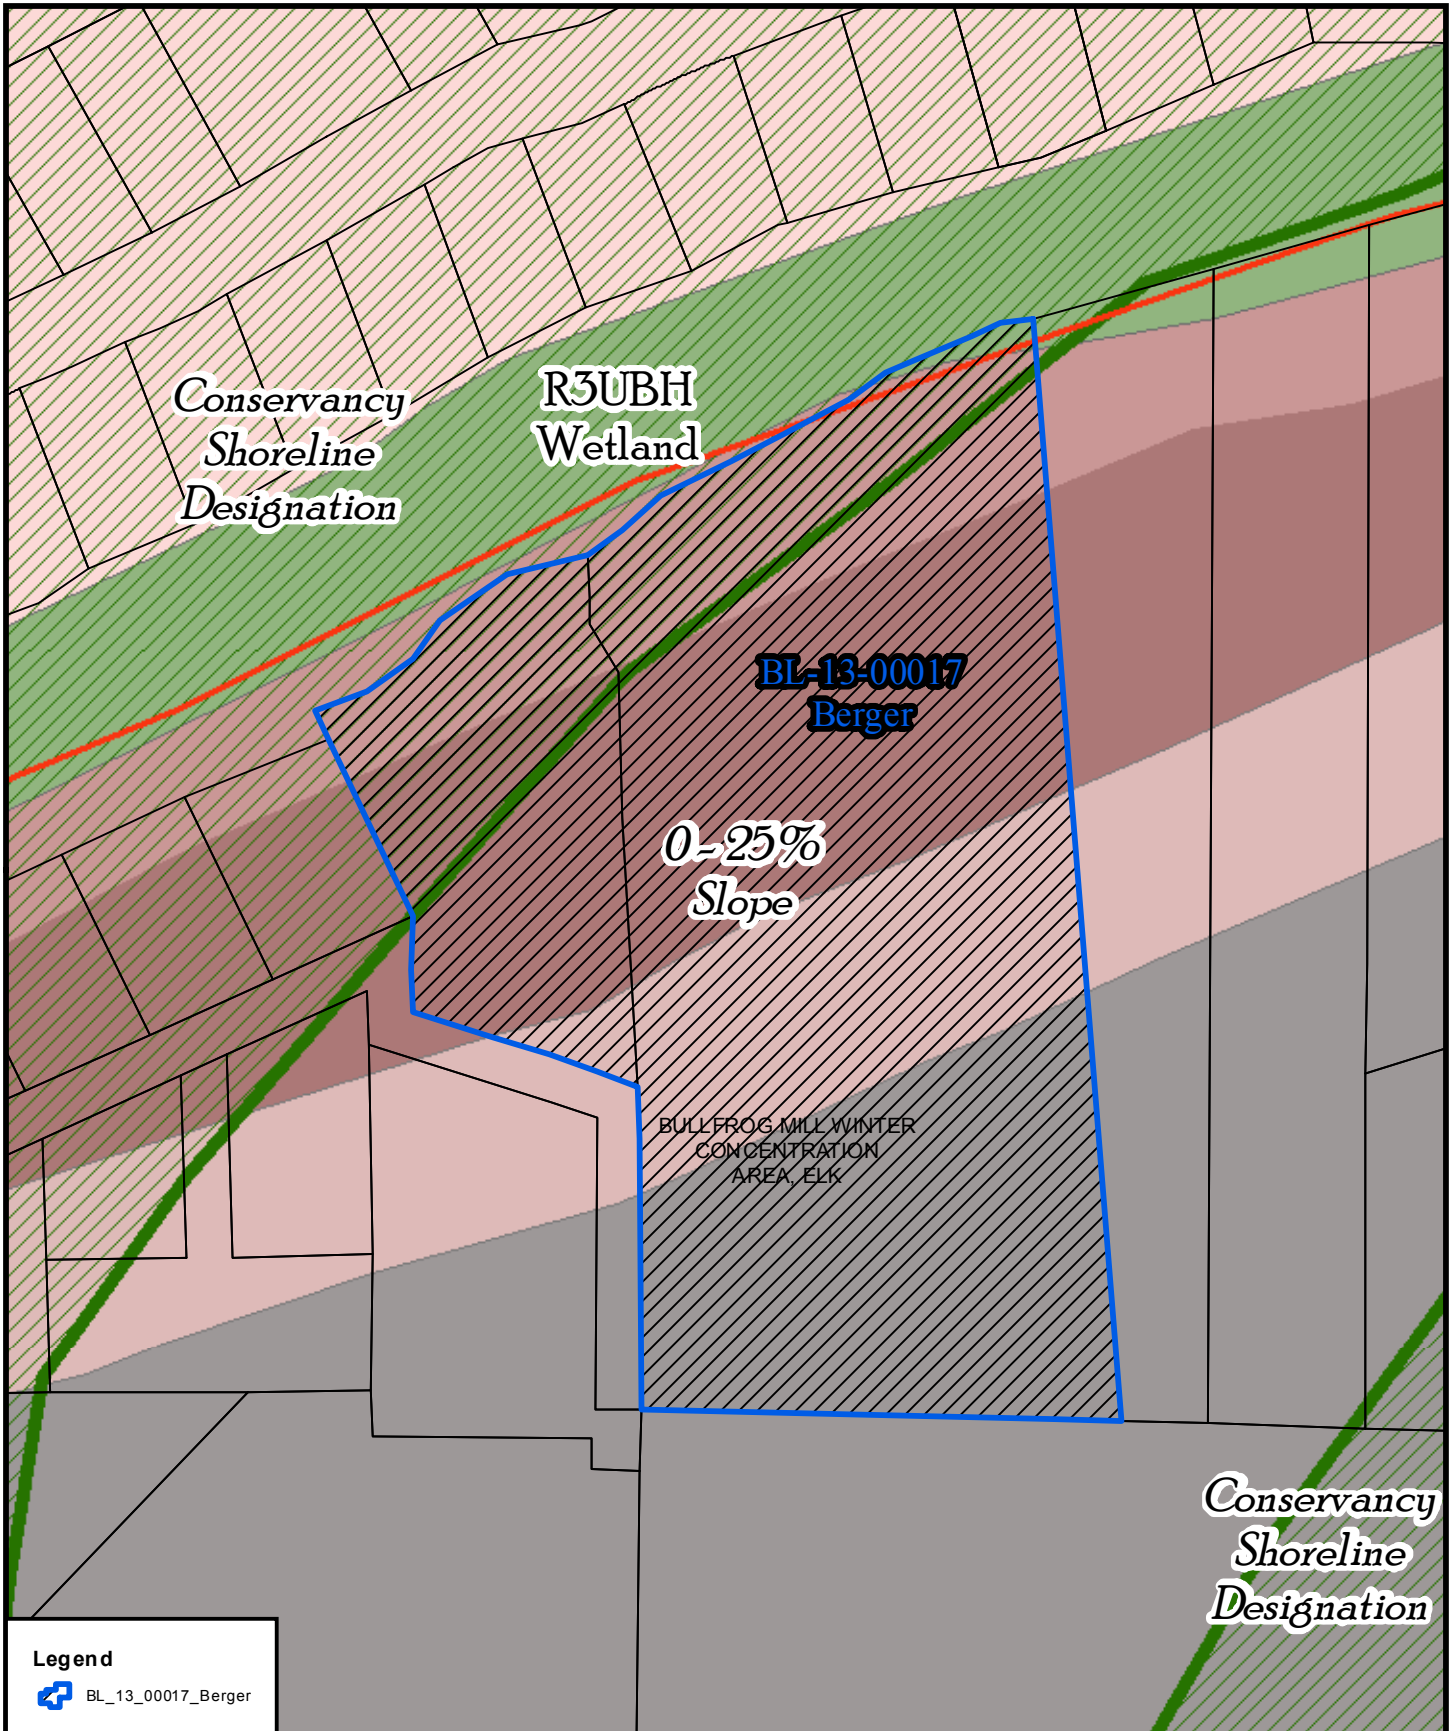 Conservancy
Shoreline
Designation
R3UBH
Wetland
BL-13-00017
Berger
0-25%
Slope
BULLFROG MILL WINTER
CONCENTRATION
AREA, ELK
Conservancy
Shoreline
Designation
Legend
BL_13_00017_Berger